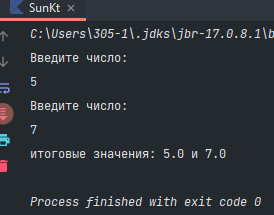 SunKt
C:\Users\305-1\.jdks\jbr-17.0.8.1\b
Введите число:
5
Введите число:
7
итоговые значения: 5.0 и 7.0
Process finished with exit code 0